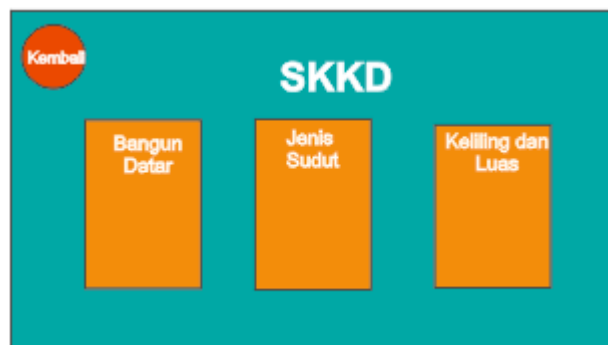 Kembali
SKKD
Bangun
Datar
Jenis
Sudut
Keliling dan
Luas